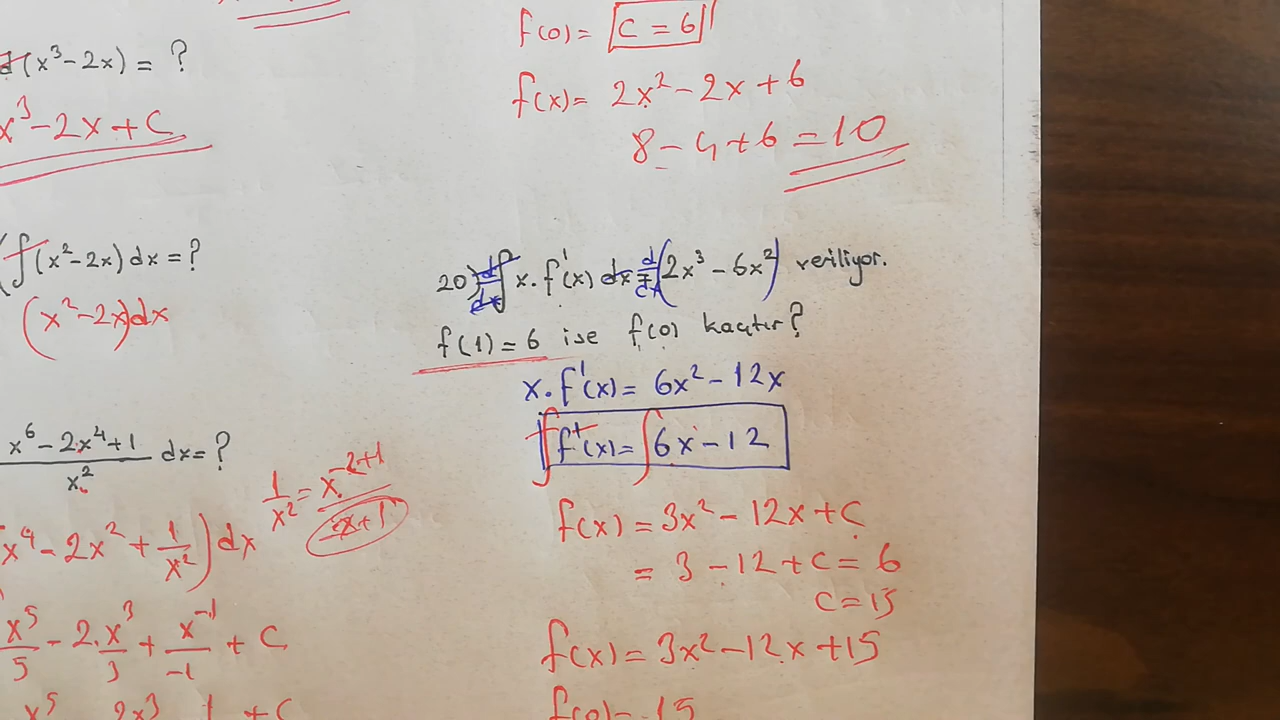 (x³-2x) = ?
x³-2x+C
∫(x²-2x)dx = ?
(x²-2x)dx
x⁶-2x⁴+1 / x² dx = ?
1/x² = x⁻²⁺¹ / -2+1
x⁴-2x²+1/x²)dx
x⁵/5 - 2.x³/3 + x⁻¹/-1 + C
f(0) = C = 6
f(x) = 2x²-2x+6
8-4+6 = 10
20) d/dx ∫ x.f'(x) dx = d/dx (2x³-6x²) veriliyor.
f(1)=6 ise f(0) kaçtır?
x.f'(x) = 6x²-12x
∫f'(x) = ∫6x-12
f(x) = 3x²-12x+C
= 3-12+C = 6
C=15
f(x) = 3x²-12x+15
f(0)=15